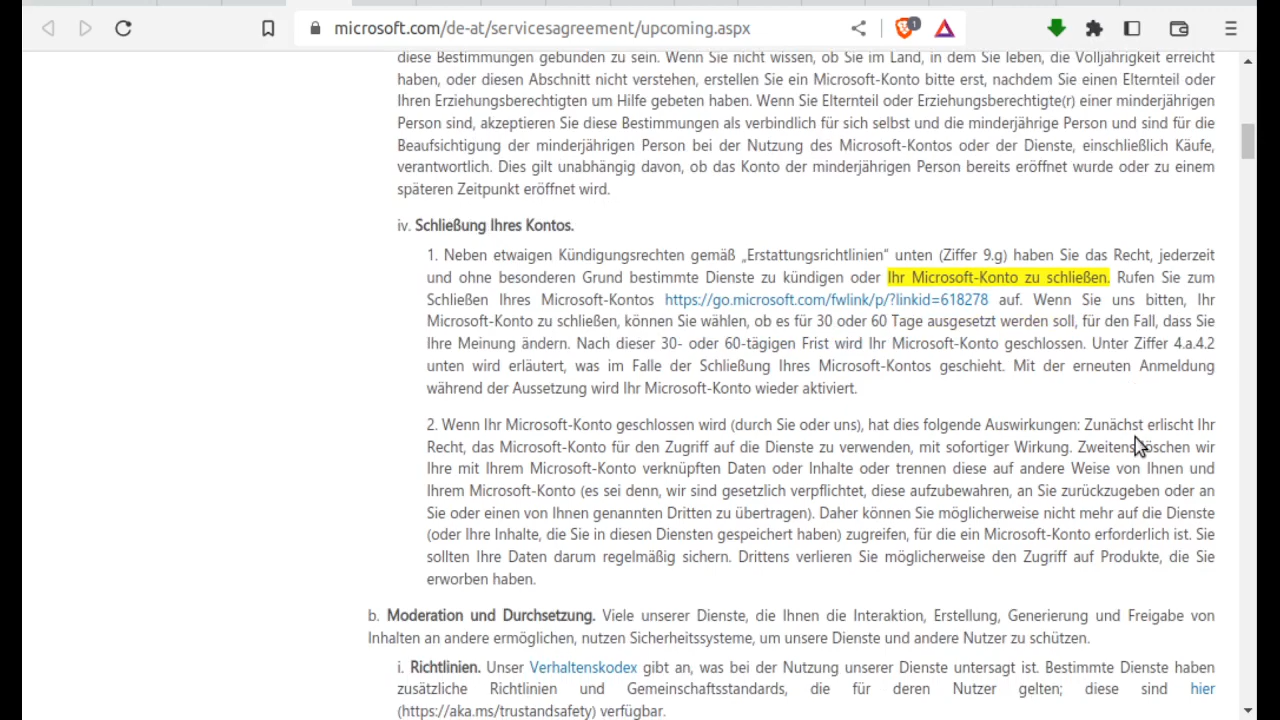 microsoft.com/de-at/servicesagreement/upcoming.aspx
1
diese Bestimmungen gebunden zu sein. Wenn Sie nicht wissen, ob Sie im Land, in dem Sie leben, die Volljährigkeit erreicht
haben, oder diesen Abschnitt nicht verstehen, erstellen Sie ein Microsoft-Konto bitte erst, nachdem Sie einen Elternteil oder
Ihren Erziehungsberechtigten um Hilfe gebeten haben. Wenn Sie Elternteil oder Erziehungsberechtigte(r) einer minderjährigen
Person sind, akzeptieren Sie diese Bestimmungen als verbindlich für sich selbst und die minderjährige Person und sind für die
Beaufsichtigung der minderjährigen Person bei der Nutzung des Microsoft-Kontos oder der Dienste, einschließlich Käufe,
verantwortlich. Dies gilt unabhängig davon, ob das Konto der minderjährigen Person bereits eröffnet wurde oder zu einem
späteren Zeitpunkt eröffnet wird.
iv. Schließung Ihres Kontos.
1. Neben etwaigen Kündigungsrechten gemäß „Erstattungsrichtlinien“ unten (Ziffer 9.g) haben Sie das Recht, jederzeit
und ohne besonderen Grund bestimmte Dienste zu kündigen oder Ihr Microsoft-Konto zu schließen. Rufen Sie zum
Schließen Ihres Microsoft-Kontos https://go.microsoft.com/fwlink/p/?linkid=618278 auf. Wenn Sie uns bitten, Ihr
Microsoft-Konto zu schließen, können Sie wählen, ob es für 30 oder 60 Tage ausgesetzt werden soll, für den Fall, dass Sie
Ihre Meinung ändern. Nach dieser 30- oder 60-tägigen Frist wird Ihr Microsoft-Konto geschlossen. Unter Ziffer 4.a.4.2
unten wird erläutert, was im Falle der Schließung Ihres Microsoft-Kontos geschieht. Mit der erneuten Anmeldung
während der Aussetzung wird Ihr Microsoft-Konto wieder aktiviert.
2. Wenn Ihr Microsoft-Konto geschlossen wird (durch Sie oder uns), hat dies folgende Auswirkungen: Zunächst erlischt Ihr
Recht, das Microsoft-Konto für den Zugriff auf die Dienste zu verwenden, mit sofortiger Wirkung. Zweitens löschen wir
Ihre mit Ihrem Microsoft-Konto verknüpften Daten oder Inhalte oder trennen diese auf andere Weise von Ihnen und
Ihrem Microsoft-Konto (es sei denn, wir sind gesetzlich verpflichtet, diese aufzubewahren, an Sie zurückzugeben oder an
Sie oder einen von Ihnen genannten Dritten zu übertragen). Daher können Sie möglicherweise nicht mehr auf die Dienste
(oder Ihre Inhalte, die Sie in diesen Diensten gespeichert haben) zugreifen, für die ein Microsoft-Konto erforderlich ist. Sie
sollten Ihre Daten darum regelmäßig sichern. Drittens verlieren Sie möglicherweise den Zugriff auf Produkte, die Sie
erworben haben.
b. Moderation und Durchsetzung. Viele unserer Dienste, die Ihnen die Interaktion, Erstellung, Generierung und Freigabe von
Inhalten an andere ermöglichen, nutzen Sicherheitssysteme, um unsere Dienste und andere Nutzer zu schützen.
i. Richtlinien. Unser Verhaltenskodex gibt an, was bei der Nutzung unserer Dienste untersagt ist. Bestimmte Dienste haben
zusätzliche Richtlinien und Gemeinschaftsstandards, die für deren Nutzer gelten; diese sind hier
(https://aka.ms/trustandsafety) verfügbar.